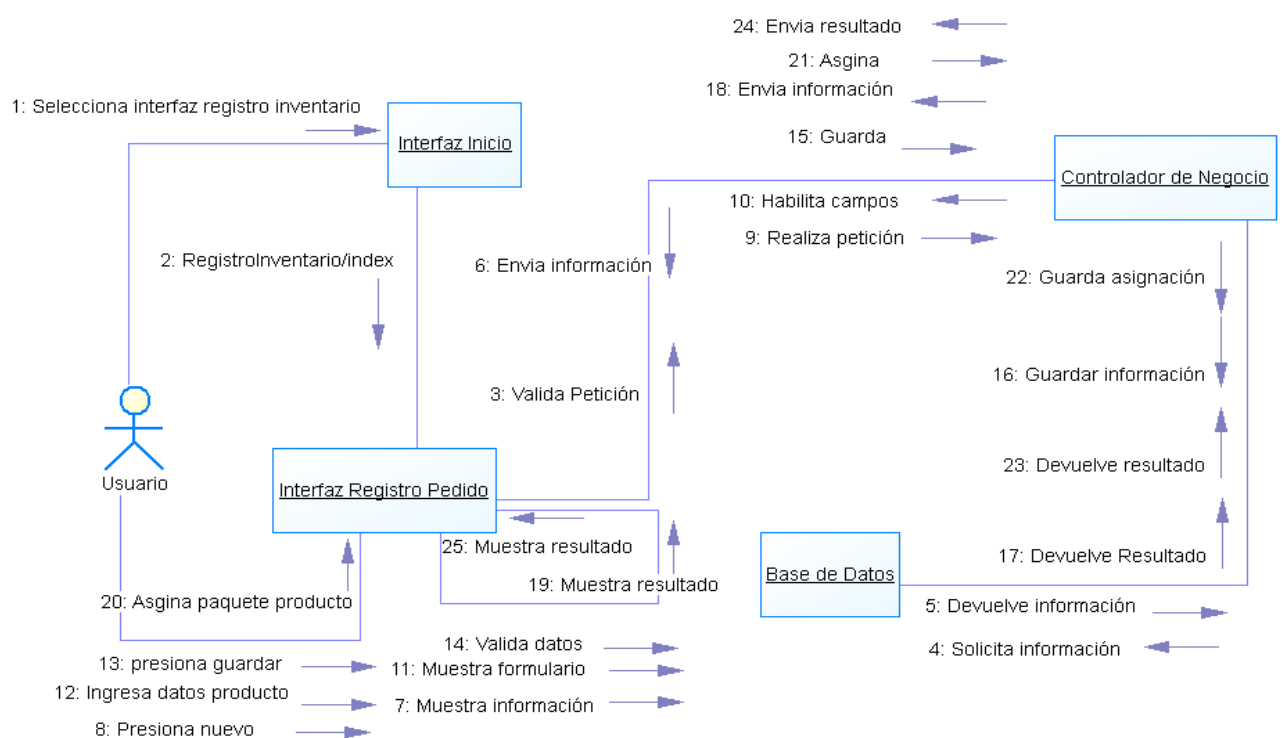 24: Envia resultado
21: Asgina
18: Envia información
1: Selecciona interfaz registro inventario
15: Guarda
Interfaz Inicio
Controlador de Negocio
10: Habilita campos
9: Realiza petición
2: RegistroInventario/index
6: Envia información
22: Guarda asignación
16: Guardar información
3: Valida Petición
23: Devuelve resultado
Usuario
Interfaz Registro Pedido
25: Muestra resultado
17: Devuelve Resultado
Base de Datos
19: Muestra resultado
20: Asgina paquete producto
5: Devuelve información
14: Valida datos
4: Solicita información
13: presiona guardar
11: Muestra formulario
12: Ingresa datos producto
7: Muestra información
8: Presiona nuevo